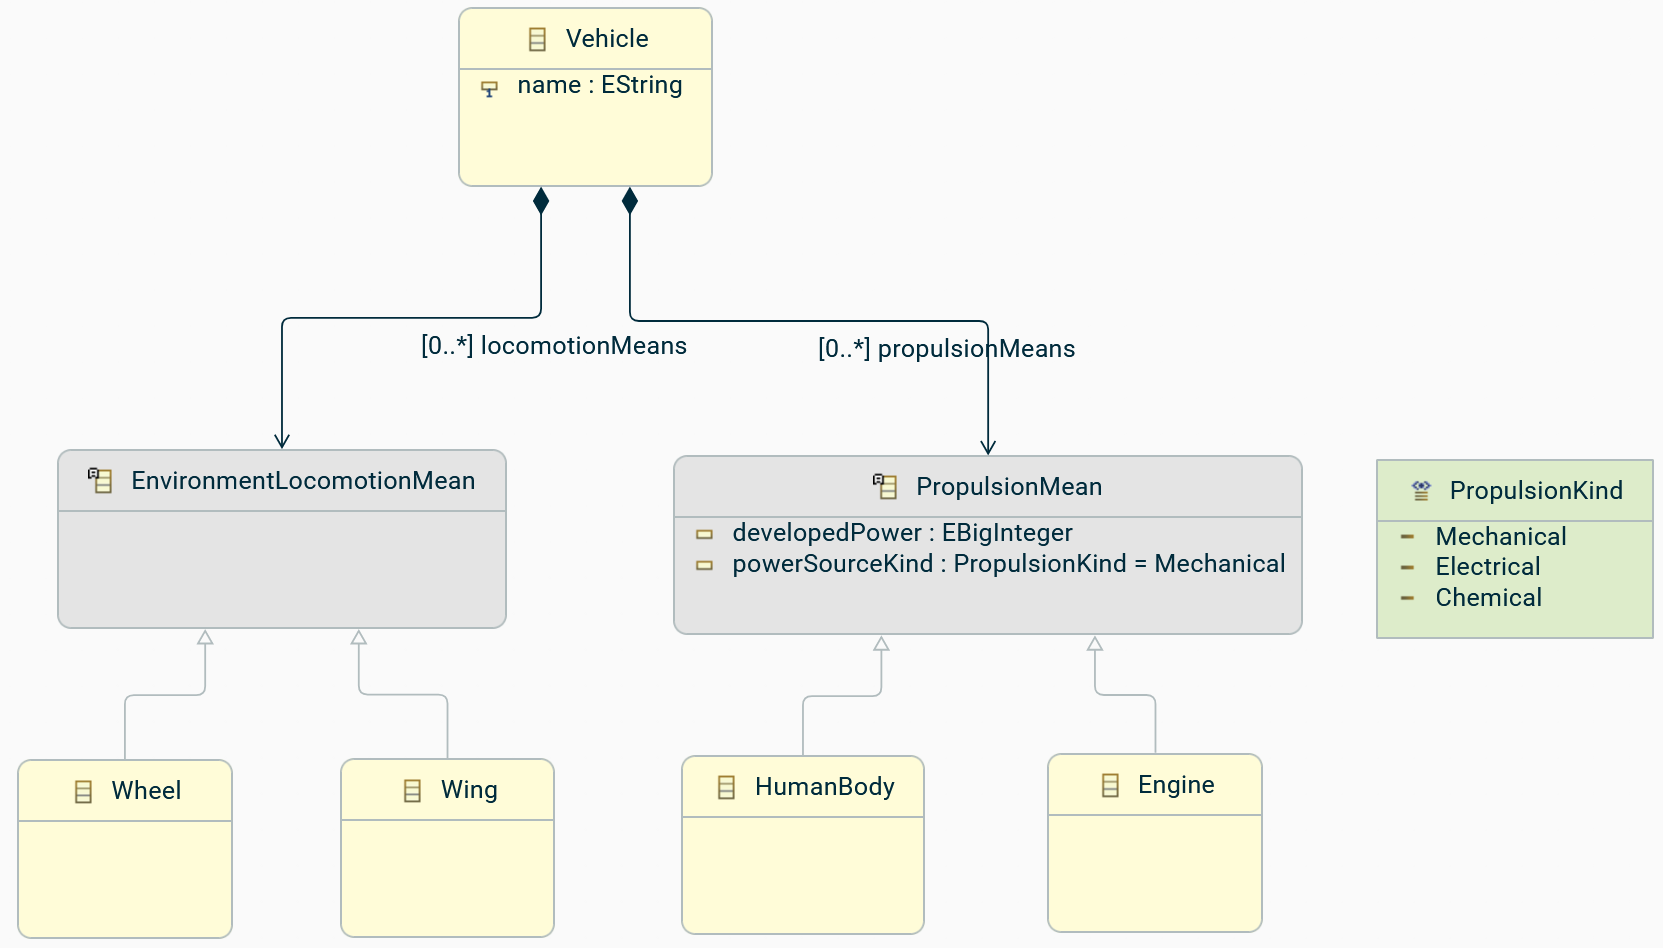 Vehicle
name : EString
[0..*] locomotionMeans
[0..*] propulsionMeans
EnvironmentLocomotionMean
PropulsionMean
developedPower : EBigInteger
powerSourceKind : PropulsionKind = Mechanical
PropulsionKind
Mechanical
Electrical
Chemical
Wheel
Wing
HumanBody
Engine